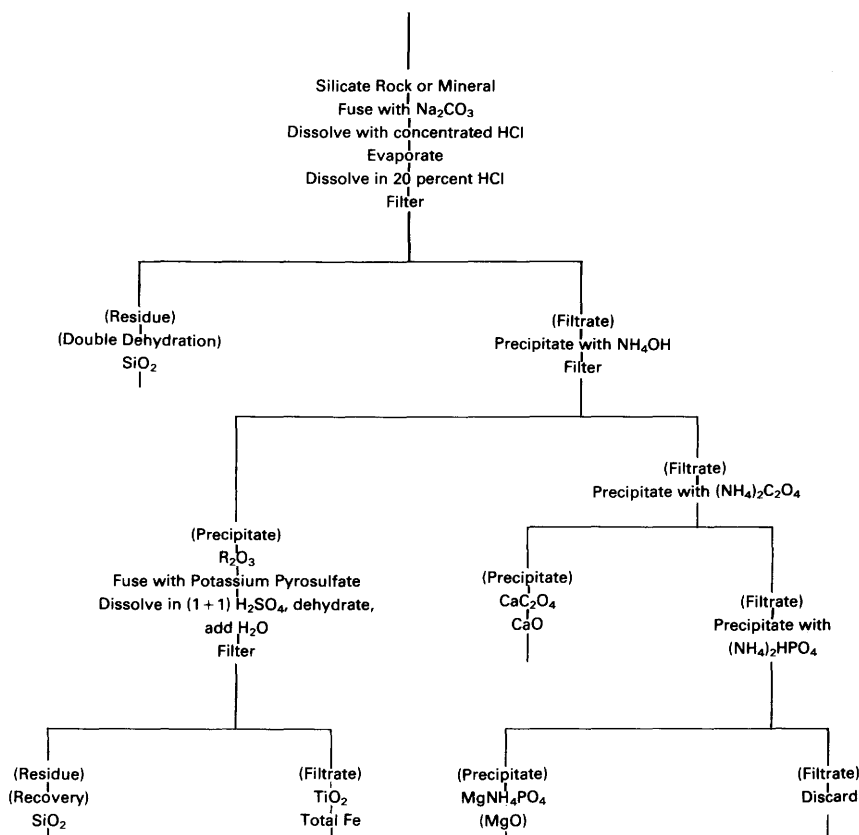 Silicate Rock or Mineral
Fuse with Na₂CO₃
Dissolve with concentrated HCl
Evaporate
Dissolve in 20 percent HCl
Filter
(Residue)
(Double Dehydration)
SiO₂
(Filtrate)
Precipitate with NH₄OH
Filter
(Filtrate)
Precipitate with (NH₄)₂C₂O₄
(Precipitate)
R₂O₃
Fuse with Potassium Pyrosulfate
Dissolve in (1 + 1) H₂SO₄, dehydrate,
add H₂O
Filter
(Precipitate)
CaC₂O₄
CaO
(Filtrate)
Precipitate with
(NH₄)₂HPO₄
(Residue)
(Recovery)
SiO₂
(Filtrate)
TiO₂
Total Fe
(Precipitate)
MgNH₄PO₄
(MgO)
(Filtrate)
Discard